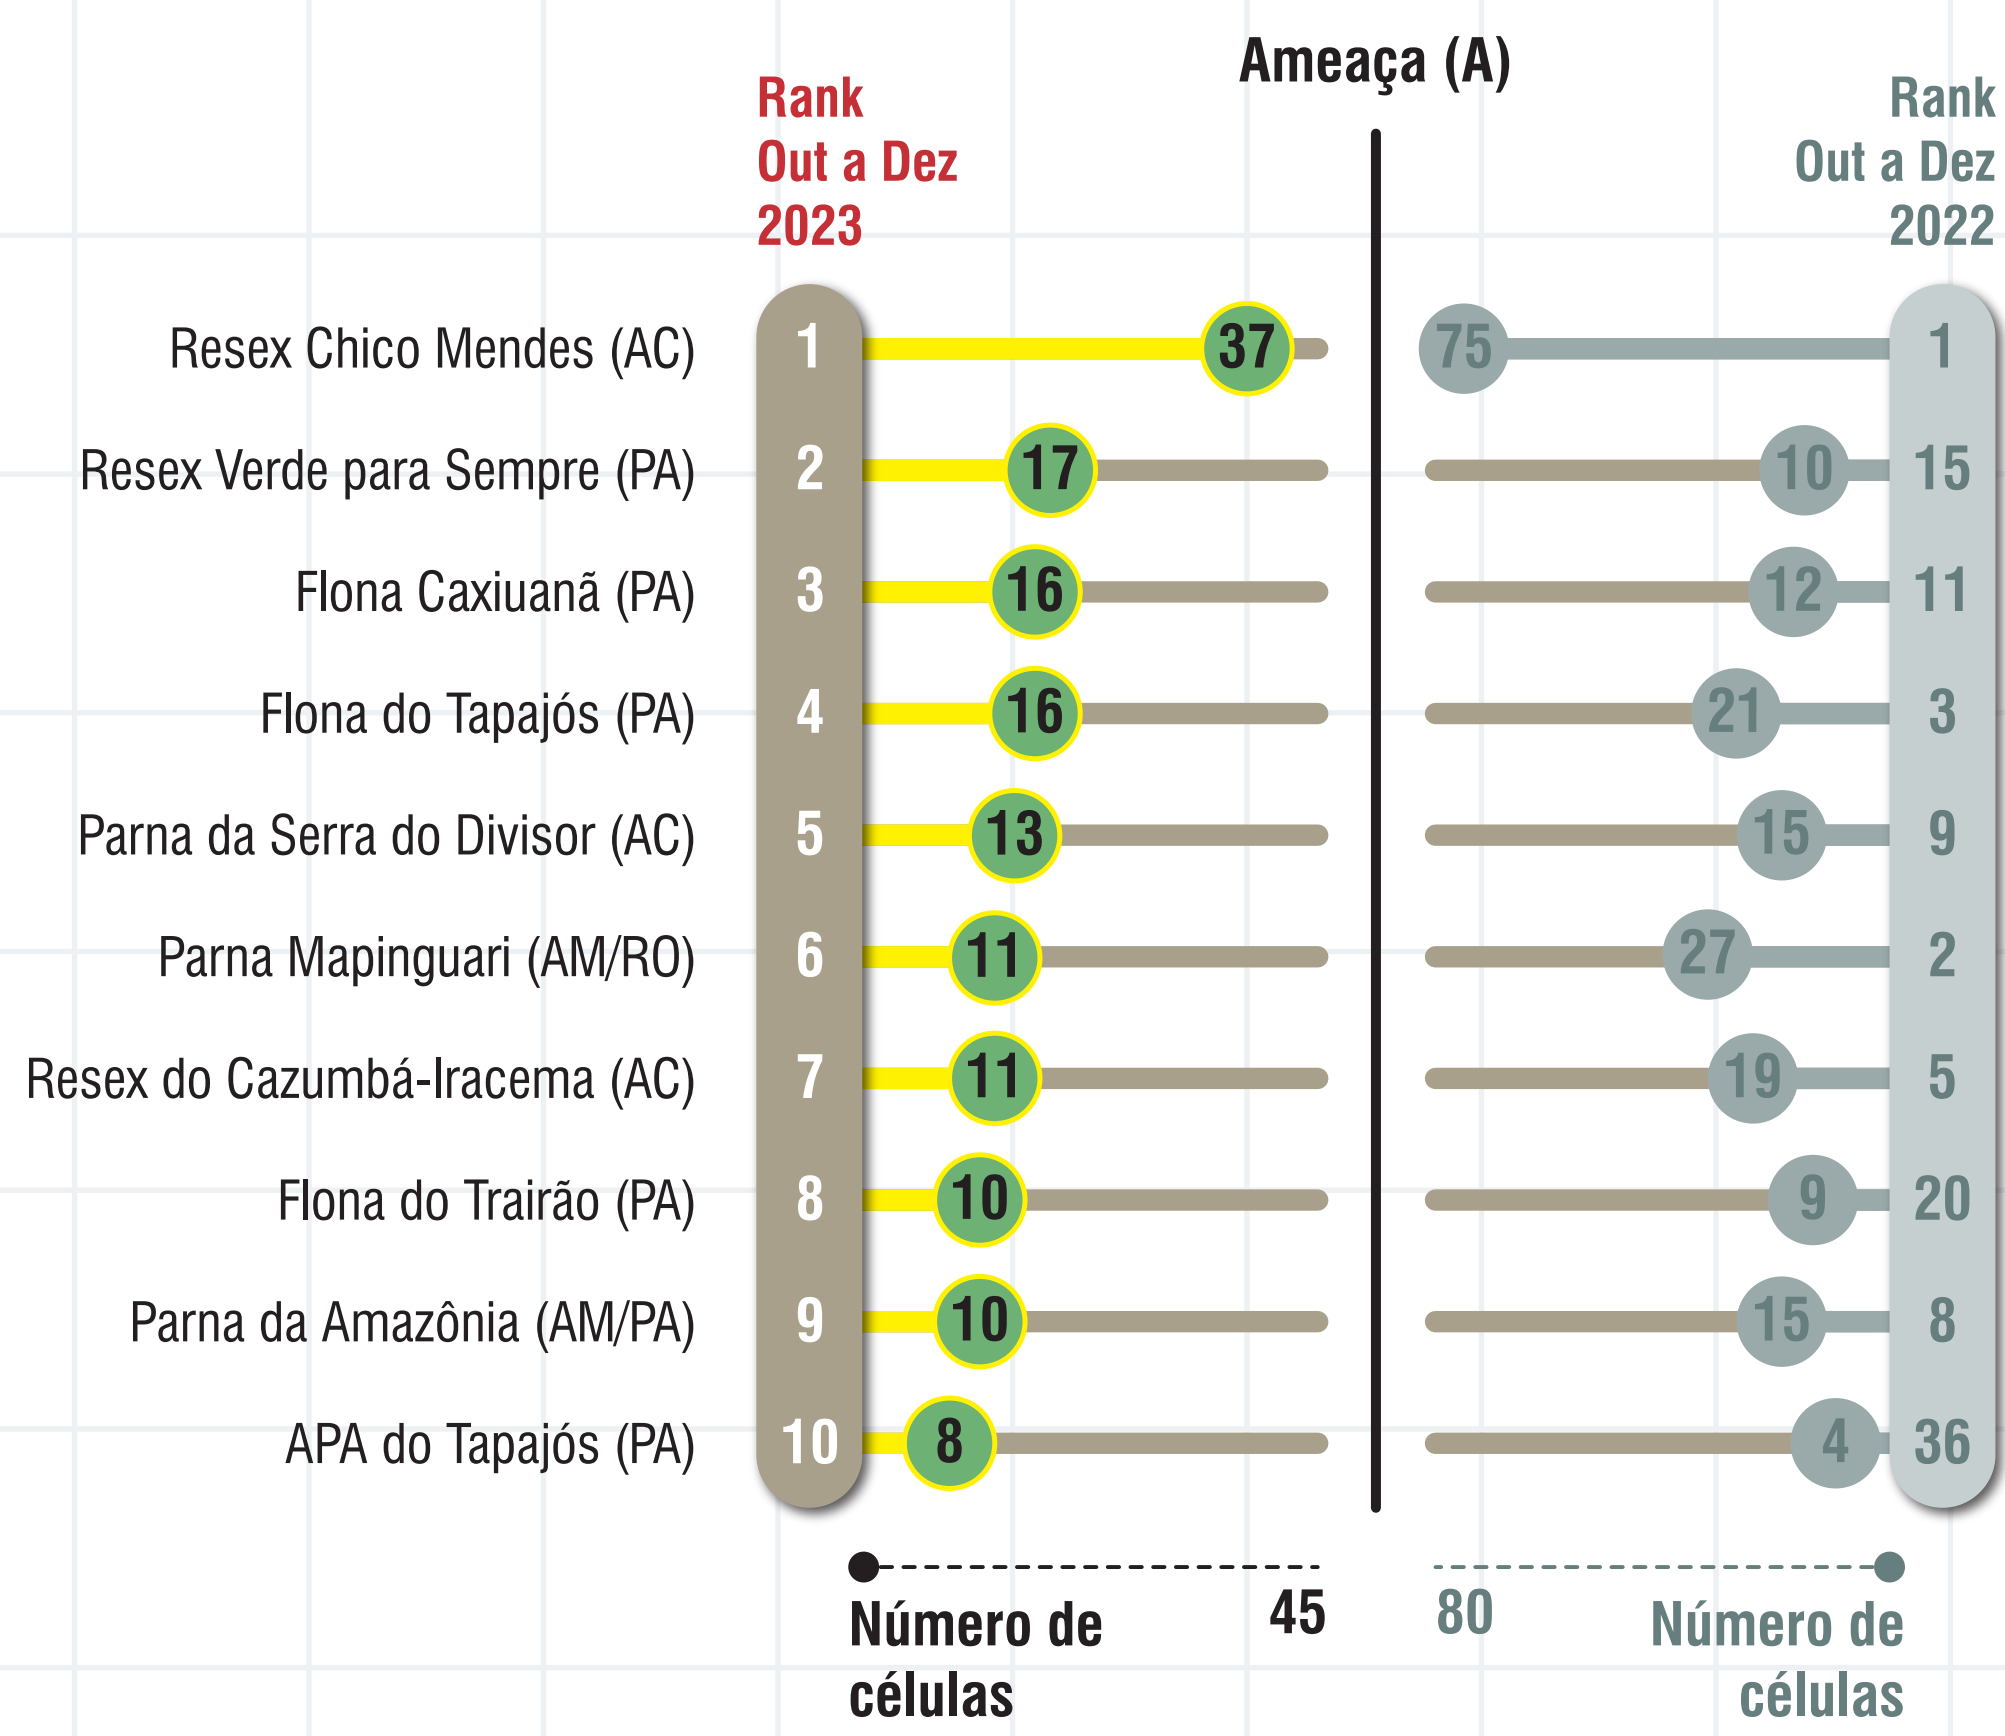 Ameaça (A)
Rank
Out a Dez
2023
Rank
Out a Dez
2022
Resex Chico Mendes (AC) 1 37 75 1
Resex Verde para Sempre (PA) 2 17 10 15
Flona Caxiuanã (PA) 3 16 12 11
Flona do Tapajós (PA) 4 16 21 3
Parna da Serra do Divisor (AC) 5 13 15 9
Parna Mapinguari (AM/RO) 6 11 27 2
Resex do Cazumbá-Iracema (AC) 7 11 19 5
Flona do Trairão (PA) 8 10 9 20
Parna da Amazônia (AM/PA) 9 10 15 8
APA do Tapajós (PA) 10 8 4 36
Número de
células
45
80
Número de
células